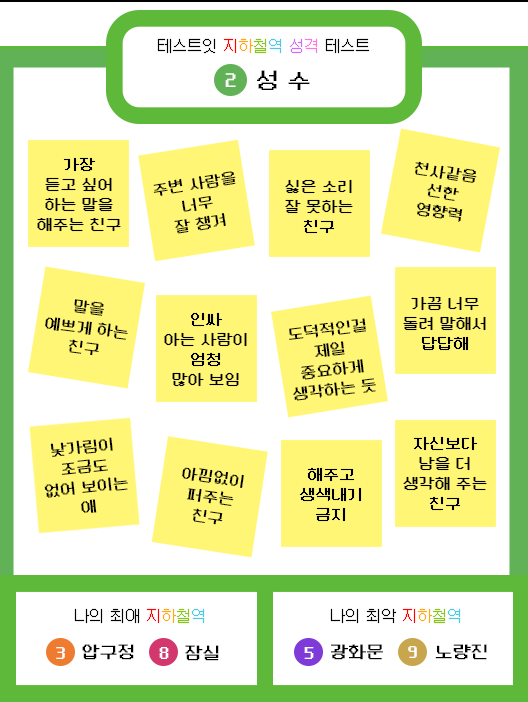 테스트잇 지하철역 성격 테스트
2 성수
가장
듣고 싶어
하는 말을
해주는 친구
주변 사람을
너무
잘 챙겨
싫은 소리
잘 못하는
친구
천사같음
선한
영향력
말을
예쁘게 하는
친구
인싸
아는 사람이
엄청
많아 보임
도덕적인걸
제일
중요하게
생각하는 듯
가끔 너무
돌려 말해서
답답해
낯가림이
조금도
없어 보이는
애
아낌없이
퍼주는
친구
해주고
생색내기
금지
자신보다
남을 더
생각해 주는
친구
나의 최애 지하철역
3 압구정 8 잠실
나의 최악 지하철역
5 광화문 9 노량진